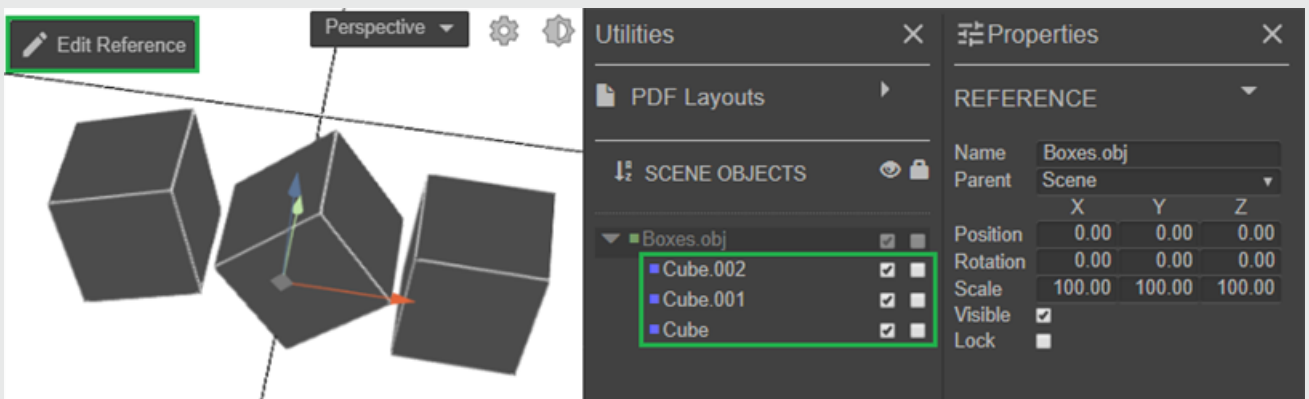 Edit Reference
Perspective
Utilities
PDF Layouts
SCENE OBJECTS
Boxes.obj
Cube.002
Cube.001
Cube
Properties
REFERENCE
Name Boxes.obj
Parent Scene
X Y Z
Position 0.00 0.00 0.00
Rotation 0.00 0.00 0.00
Scale 100.00 100.00 100.00
Visible
Lock